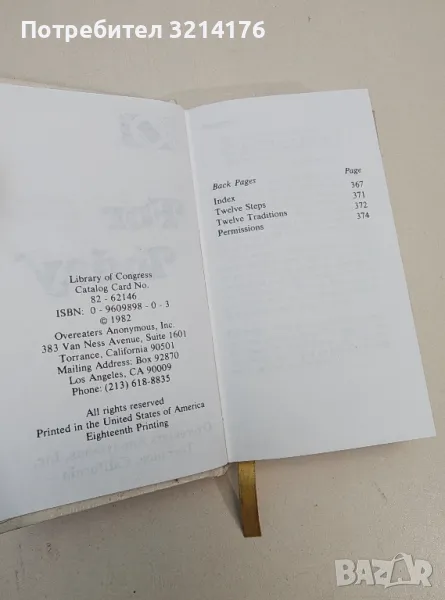 Потребител 3214176
Library of Congress
Catalog Card No.
82 - 62146
ISBN: 0 - 9609898 - 0 - 3
© 1982
Overeaters Anonymous, Inc.
383 Van Ness Avenue, Suite 1601
Torrance, California 90501
Mailing Address: Box 92870
Los Angeles, CA 90009
Phone: (213) 618-8835
All rights reserved
Printed in the United States of America
Eighteenth Printing
Back Pages Page
Index 367
Twelve Steps 371
Twelve Traditions 372
Permissions 374
BAZAR